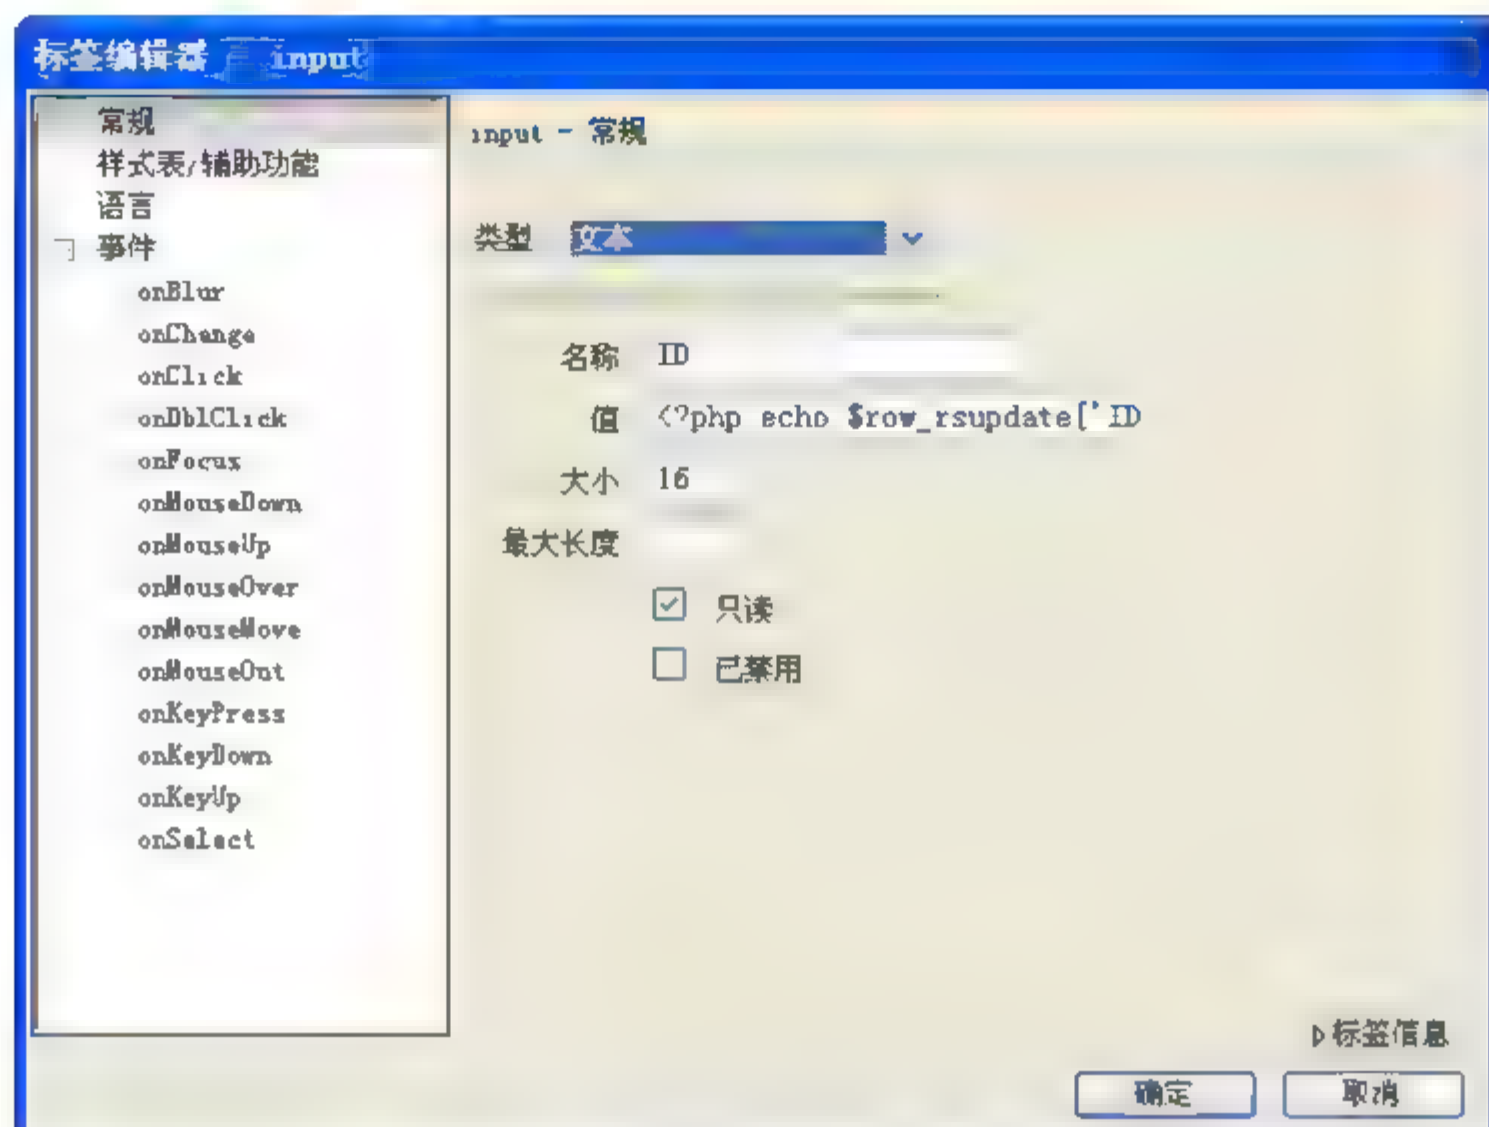 标签编辑器 - input
常规
样式表/辅助功能
语言
事件
onBlur
onChange
onClick
onDblClick
onFocus
onMouseDown
onMouseUp
onMouseOver
onMouseMove
onMouseOut
onKeyPress
onKeyDown
onKeyUp
onSelect
input - 常规
类型 文本
名称 ID
值 <?php echo $row_rsupdate['ID
大小 16
最大长度
只读
已禁用
标签信息
确定 取消